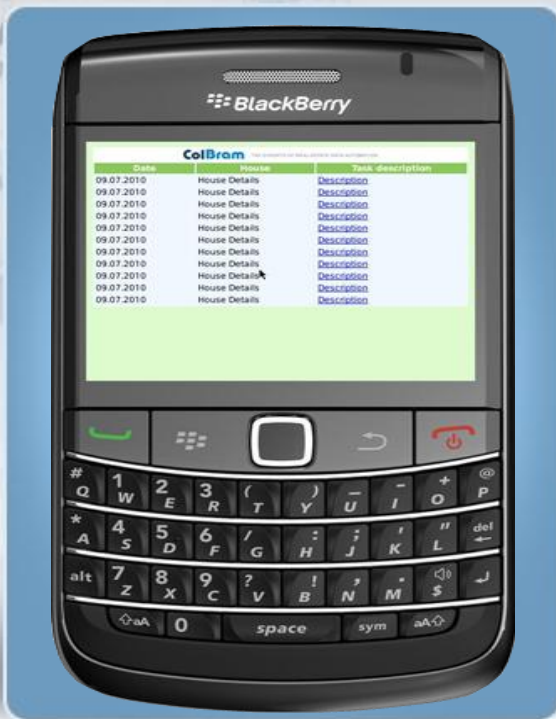 BlackBerry
ColBram
Date House Task description
09.07.2010 House Details Description
09.07.2010 House Details Description
09.07.2010 House Details Description
09.07.2010 House Details Description
09.07.2010 House Details Description
09.07.2010 House Details Description
09.07.2010 House Details Description
09.07.2010 House Details Description
09.07.2010 House Details Description
09.07.2010 House Details Description
09.07.2010 House Details Description
# 1 2 3 ( ) _ - + @
Q W E R T Y U I O P
* 4 5 6 / : ; ' " del
A S D F G H J K L
alt 7 8 9 ? ! , . $
Z X C V B N M
aA 0 space sym aA